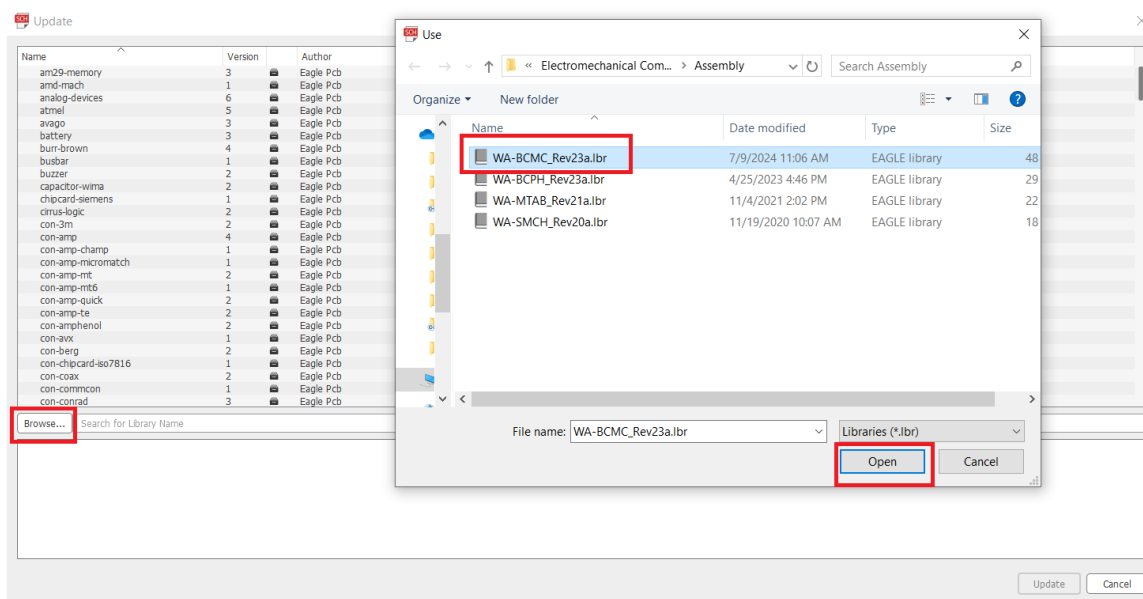 SCH Update
Name Version Author
am29-memory 3 Eagle Pcb
amd-mach 1 Eagle Pcb
analog-devices 6 Eagle Pcb
atmel 5 Eagle Pcb
avago 3 Eagle Pcb
battery 3 Eagle Pcb
burr-brown 4 Eagle Pcb
busbar 1 Eagle Pcb
buzzer 2 Eagle Pcb
capacitor-wima 2 Eagle Pcb
chipcard-siemens 1 Eagle Pcb
cirrus-logic 2 Eagle Pcb
con-3m 2 Eagle Pcb
con-amp 4 Eagle Pcb
con-amp-champ 1 Eagle Pcb
con-amp-micromatch 1 Eagle Pcb
con-amp-mt 2 Eagle Pcb
con-amp-mt6 1 Eagle Pcb
con-amp-quick 2 Eagle Pcb
con-amp-te 2 Eagle Pcb
con-amphenol 2 Eagle Pcb
con-avx 1 Eagle Pcb
con-berg 2 Eagle Pcb
con-chipcard-iso7816 1 Eagle Pcb
con-coax 2 Eagle Pcb
con-commcon 1 Eagle Pcb
con-conrad 3 Eagle Pcb
Browse... Search for Library Name
SCH Use
« Electromechanical Com... > Assembly
Search Assembly
Organize New folder
Name Date modified Type Size
WA-BCMC_Rev23a.lbr 7/9/2024 11:06 AM EAGLE library 48
WA-BCPH_Rev23a.lbr 4/25/2023 4:46 PM EAGLE library 29
WA-MTAB_Rev21a.lbr 11/4/2021 2:02 PM EAGLE library 22
WA-SMCH_Rev20a.lbr 11/19/2020 10:07 AM EAGLE library 18
File name: WA-BCMC_Rev23a.lbr Libraries (*.lbr)
Open Cancel
Update Cancel